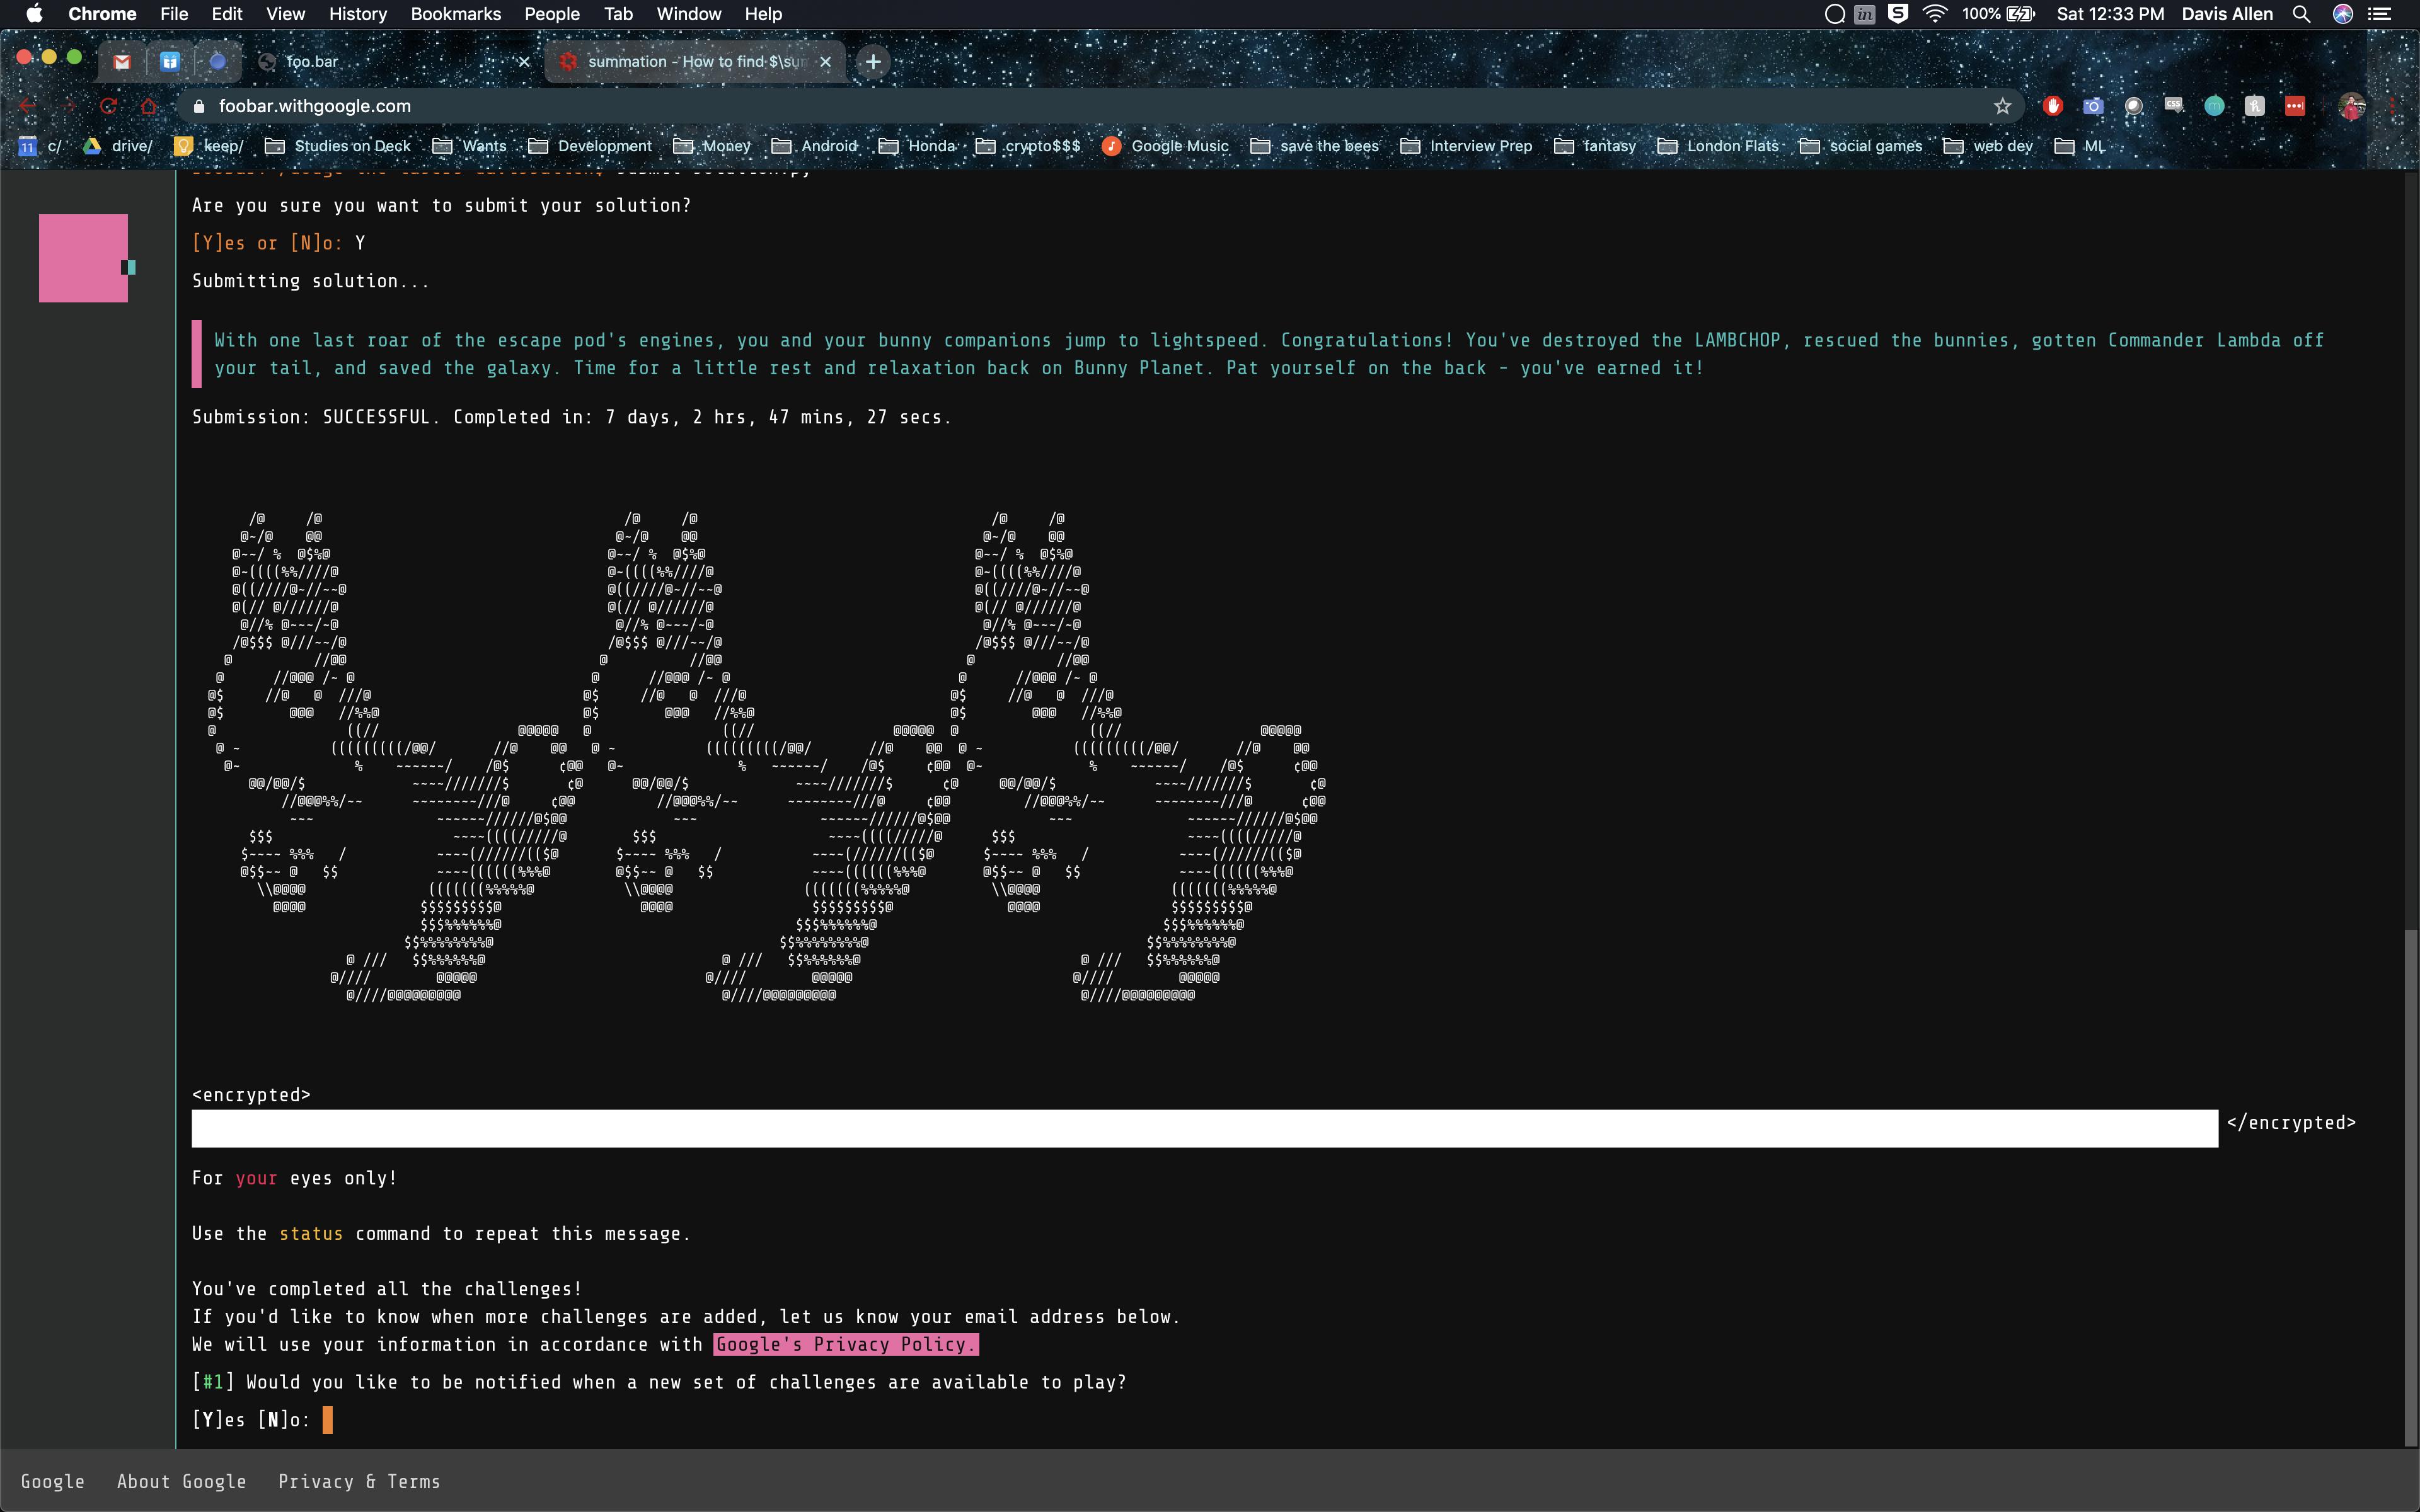 Chrome File Edit View History Bookmarks People Tab Window Help 100% Sat 12:33 PM Davis Allen
foo.bar summation - How to find $\sum
foobar.withgoogle.com
c/ drive/ keep/ Studies on Deck Wants Development Money Android Honda crypto$$$ Google Music save the bees Interview Prep fantasy London Flats social games web dev ML
submit solution.py
Are you sure you want to submit your solution?
[Y]es or [N]o: Y
Submitting solution...
With one last roar of the escape pod's engines, you and your bunny companions jump to lightspeed. Congratulations! You've destroyed the LAMBCHOP, rescued the bunnies, gotten Commander Lambda off
your tail, and saved the galaxy. Time for a little rest and relaxation back on Bunny Planet. Pat yourself on the back - you've earned it!
Submission: SUCCESSFUL. Completed in: 7 days, 2 hrs, 47 mins, 27 secs.
<encrypted>
</encrypted>
For your eyes only!
Use the status command to repeat this message.
You've completed all the challenges!
If you'd like to know when more challenges are added, let us know your email address below.
We will use your information in accordance with Google's Privacy Policy.
[#1] Would you like to be notified when a new set of challenges are available to play?
[Y]es [N]o:
Google About Google Privacy & Terms